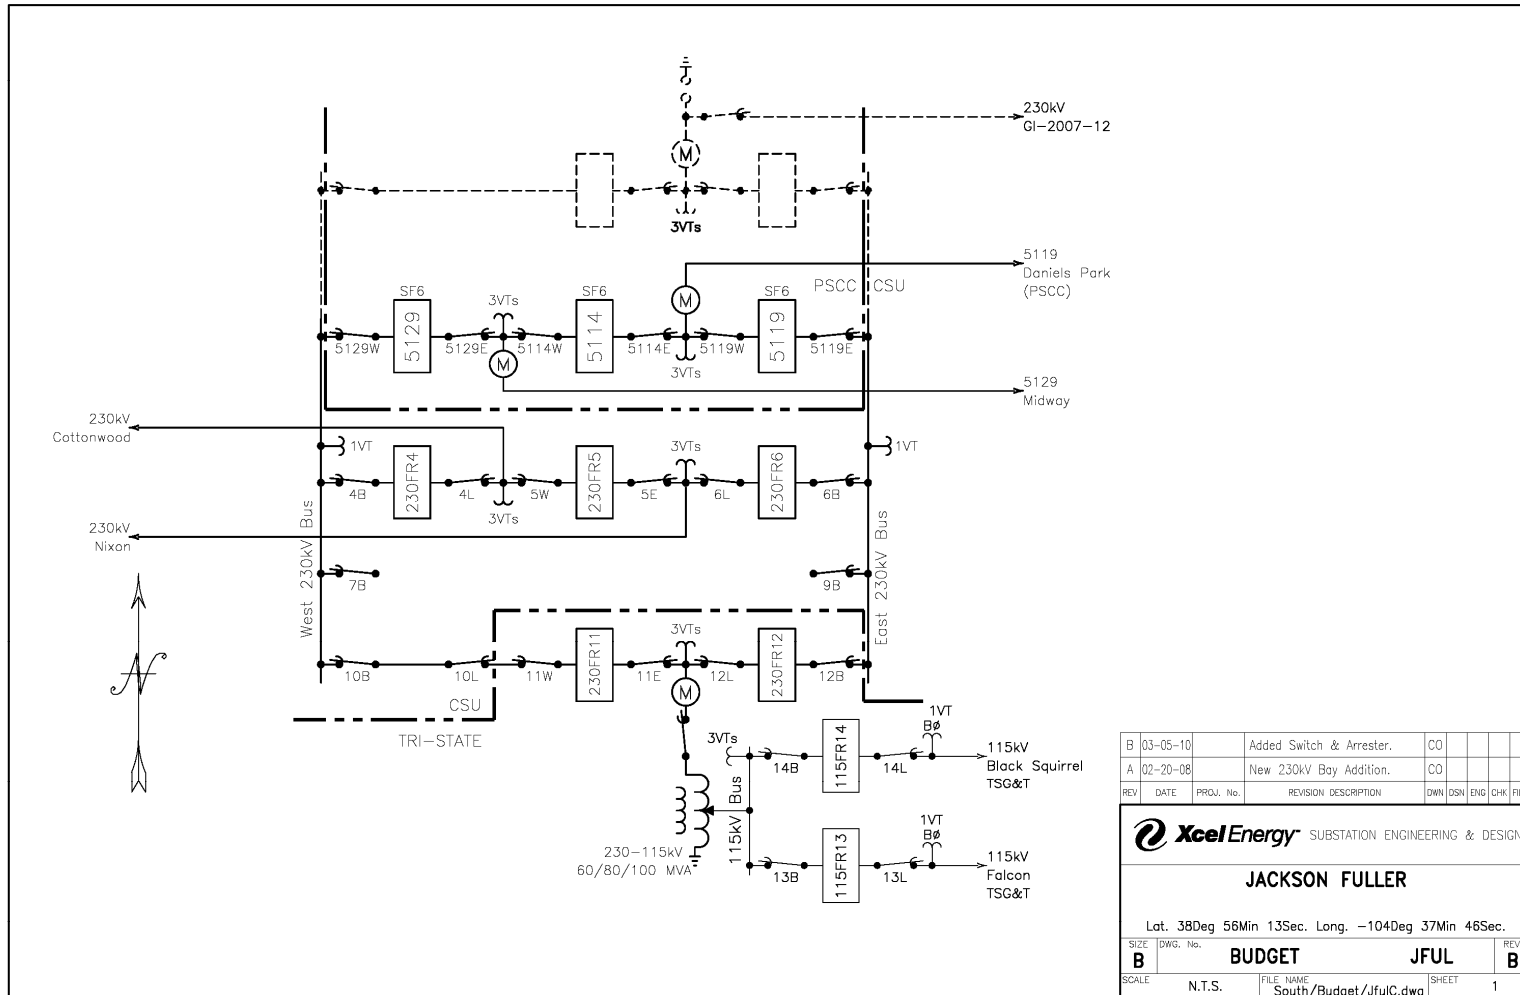 230kV
GI-2007-12
M
3VTs
5119
Daniels Park
(PSCC)
PSCC CSU
SF6
3VTs
SF6
M
SF6
5129
5114
5119
5129W
5129E
5114W
5114E
5119W
5119E
M
3VTs
5129
Midway
230kV
Cottonwood
1VT
3VTs
1VT
230FR4
230FR5
230FR6
4B
4L
5W
5E
6L
6B
3VTs
230kV
Nixon
West 230kV Bus
East 230kV Bus
7B
9B
N
3VTs
230FR11
230FR12
10B
10L
11W
11E
12L
12B
M
CSU
TRI-STATE
3VTs
1VT
BØ
115FR14
14B
14L
115kV
Black Squirrel
TSG&T
115kV Bus
230-115kV
60/80/100 MVA
1VT
BØ
115FR13
13B
13L
115kV
Falcon
TSG&T
B 03-05-10 Added Switch & Arrester. CO
A 02-20-08 New 230kV Bay Addition. CO
REV DATE PROJ. No. REVISION DESCRIPTION DWN DSN ENG CHK
Xcel Energy SUBSTATION ENGINEERING & DESIGN
JACKSON FULLER
Lat. 38Deg 56Min 13Sec. Long. -104Deg 37Min 46Sec.
SIZE DWG. No. REV
B BUDGET JFUL B
SCALE FILE NAME SHEET
N.T.S. South/Budget/JfulC.dwg 1